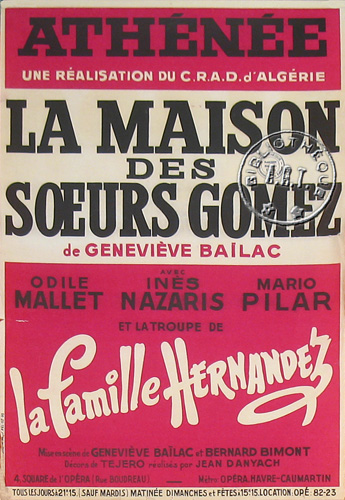 ATHÉNÉE
UNE RÉALISATION DU C.R.A.D. d'ALGÉRIE
LA MAISON
DES
SŒURS GOMEZ
de GENEVIÈVE BAÏLAC
AVEC
ODILE INÈS MARIO
MALLET NAZARIS PILAR
ET LA TROUPE DE
la famille HERNANDEZ
Mise en scène de GENEVIÈVE BAÏLAC et BERNARD BIMONT
Décors de TEJERO réalisés par JEAN DANYACH
4, SQUARE de l'OPÉRA (Rue BOUDREAU) Métro OPÉRA, HAVRE-CAUMARTIN
TOUS LES JOURS À 21H15. (SAUF MARDIS) MATINÉE DIMANCHES et FÊTES À 15H15. LOCATION: OPÉ. 82-23